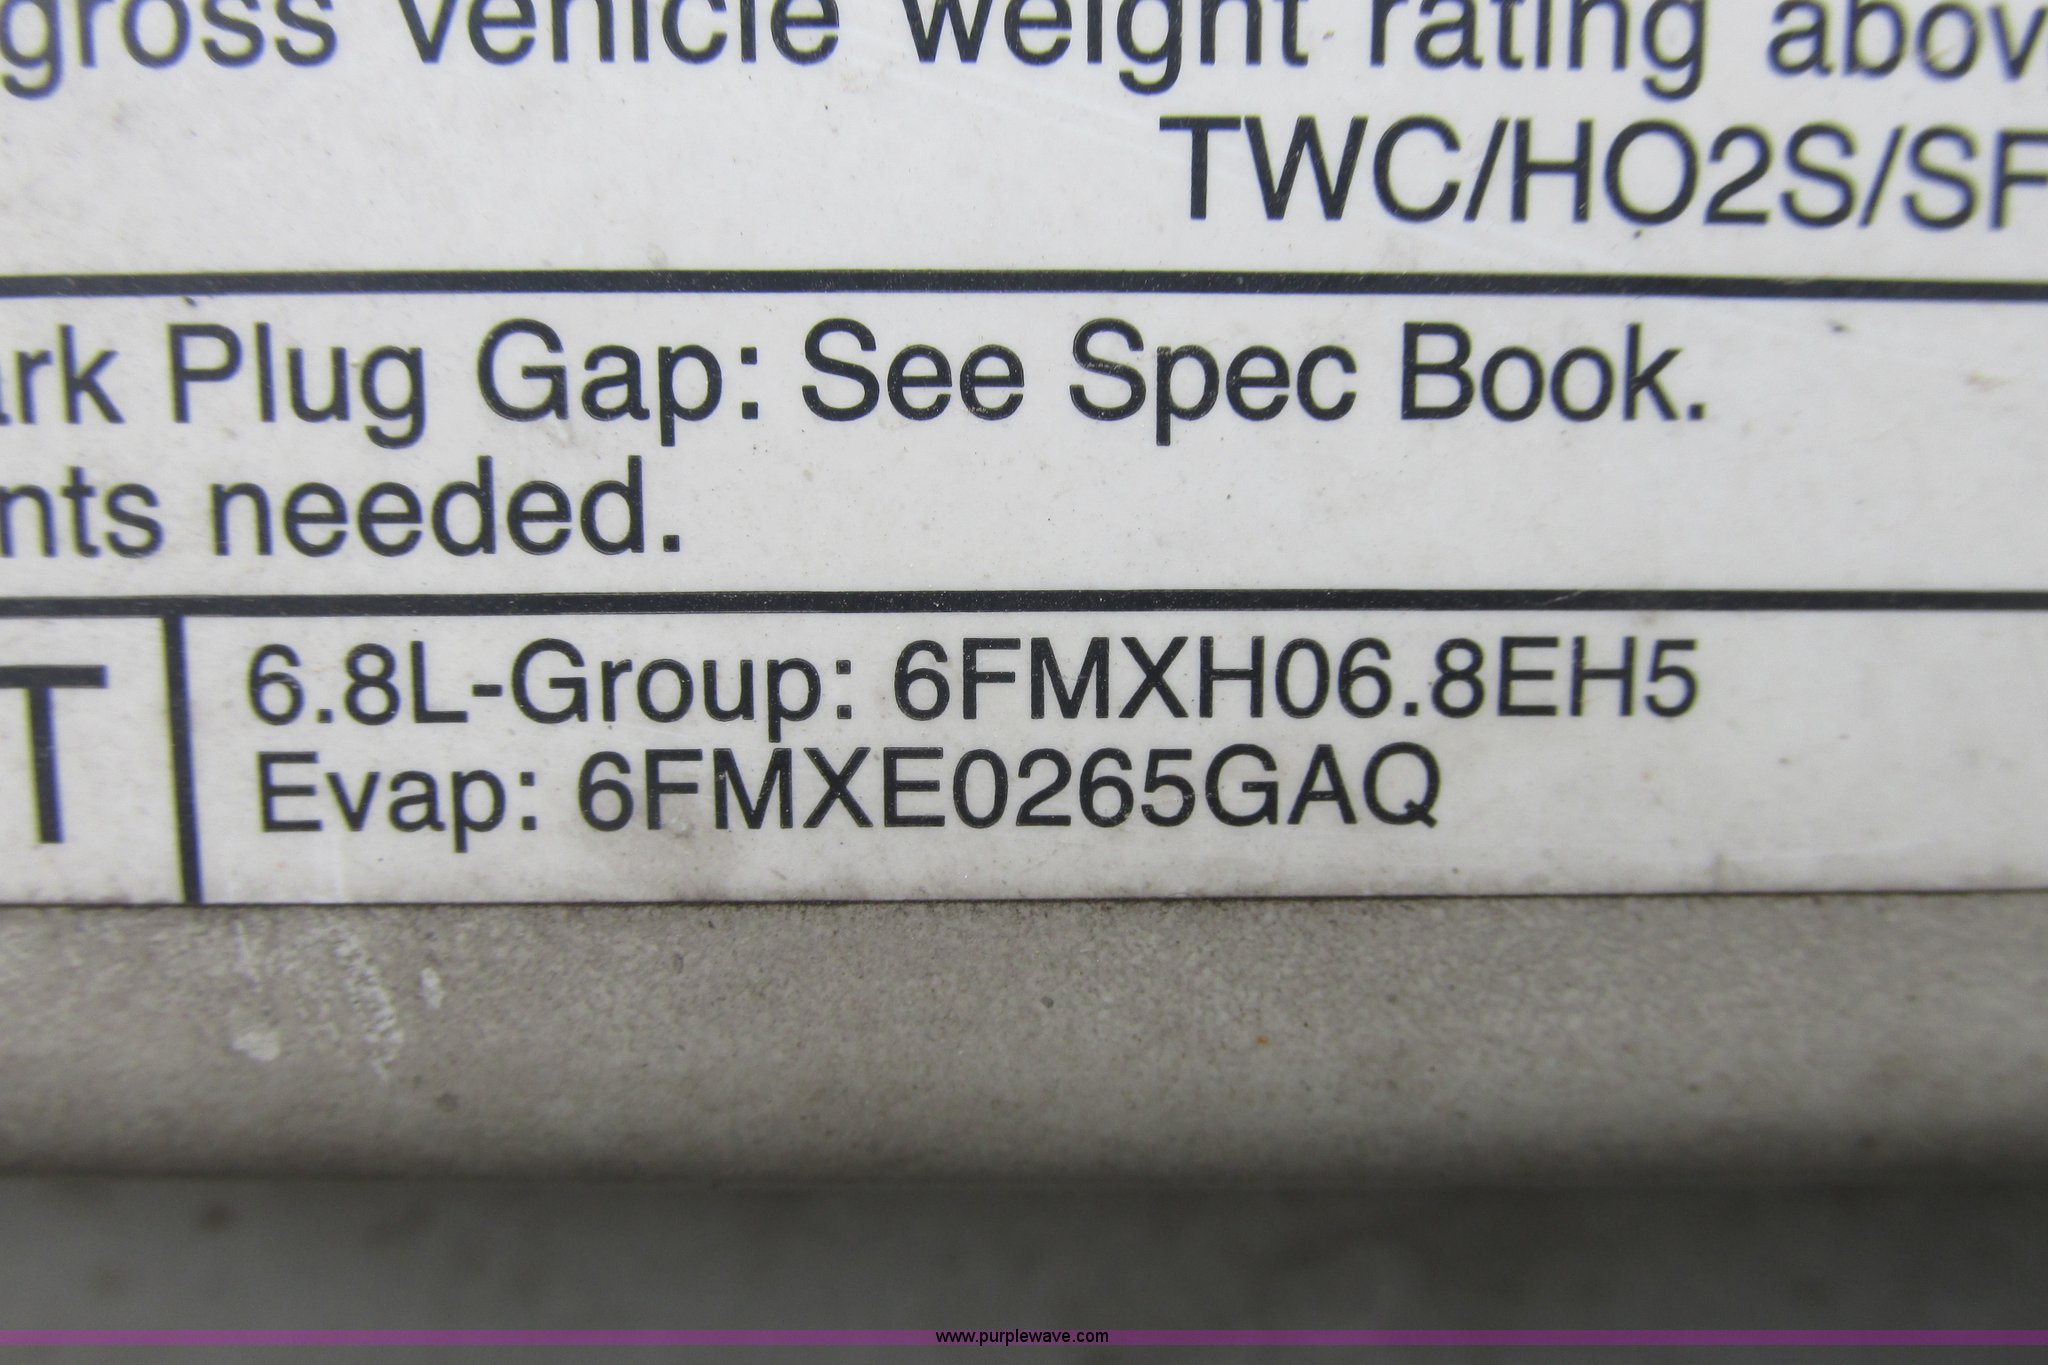 gross vehicle weight rating abov
TWC/HO2S/SF
ark Plug Gap: See Spec Book.
nts needed.
T
6.8L-Group: 6FMXH06.8EH5
Evap: 6FMXE0265GAQ
www.purplewave.com